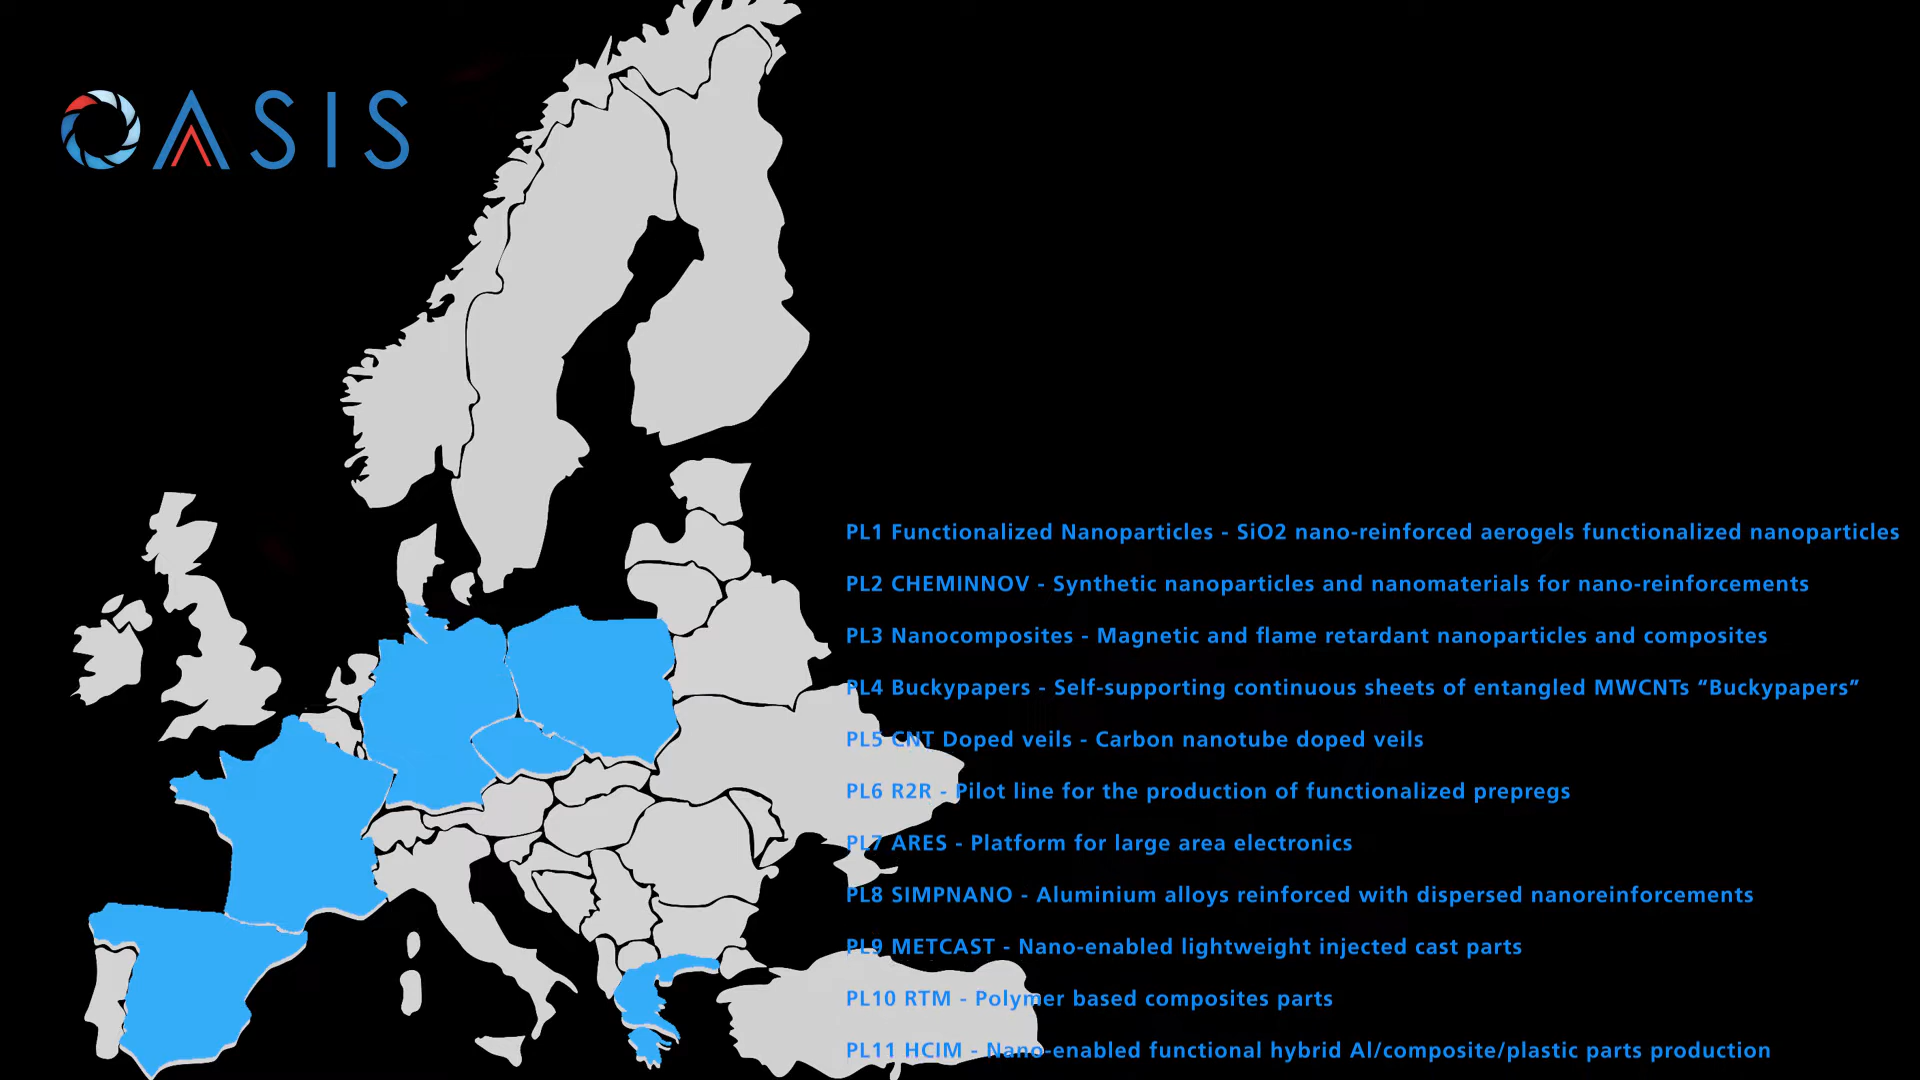 OASIS
PL1 Functionalized Nanoparticles - SiO2 nano-reinforced aerogels functionalized nanoparticles
PL2 CHEMINNOV - Synthetic nanoparticles and nanomaterials for nano-reinforcements
PL3 Nanocomposites - Magnetic and flame retardant nanoparticles and composites
PL4 Buckypapers - Self-supporting continuous sheets of entangled MWCNTs “Buckypapers”
PL5 CNT Doped veils - Carbon nanotube doped veils
PL6 R2R - Pilot line for the production of functionalized prepregs
PL7 ARES - Platform for large area electronics
PL8 SIMPNANO - Aluminium alloys reinforced with dispersed nanoreinforcements
PL9 METCAST - Nano-enabled lightweight injected cast parts
PL10 RTM - Polymer based composites parts
PL11 HCIM - Nano-enabled functional hybrid Al/composite/plastic parts production